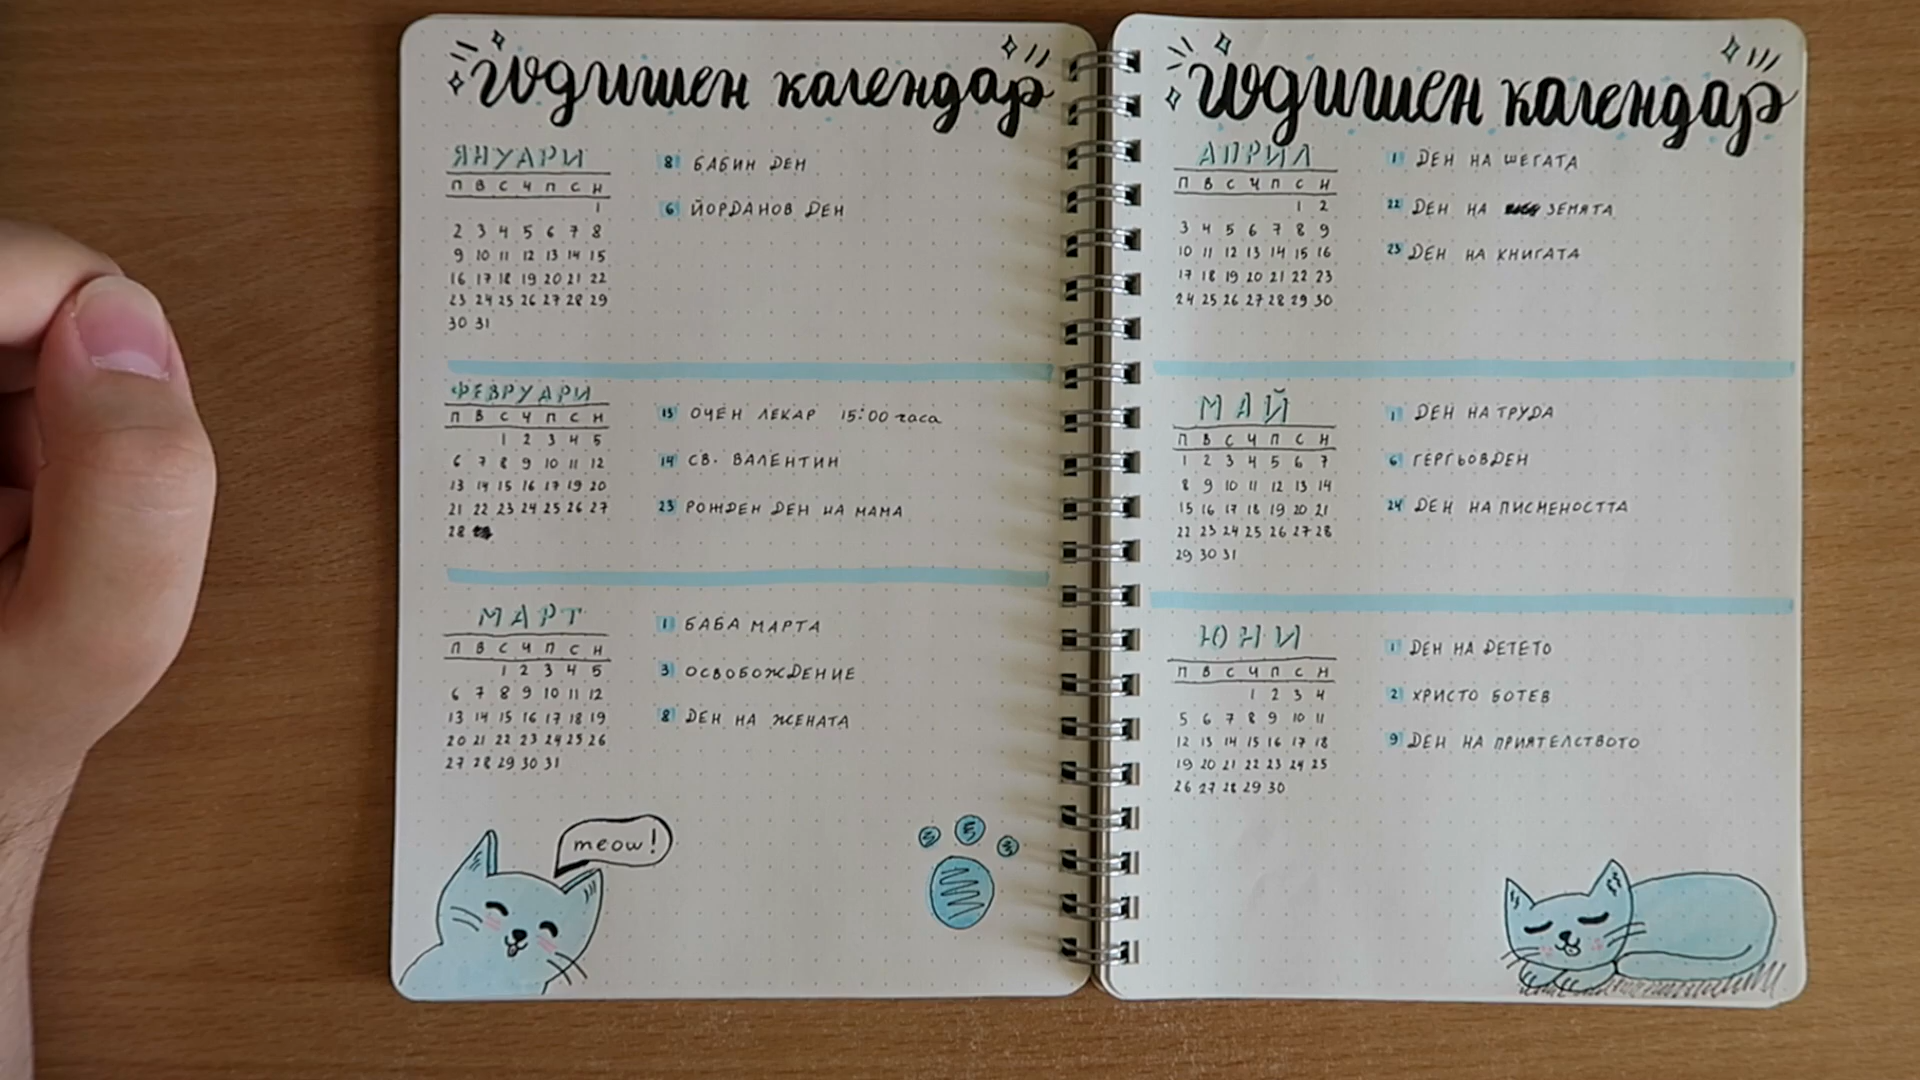 годишен календар
ЯНУАРИ
П В С Ч П С Н
1
2 3 4 5 6 7 8
9 10 11 12 13 14 15
16 17 18 19 20 21 22
23 24 25 26 27 28 29
30 31
8 БАБИН ДЕН
6 ЙОРДАНОВ ДЕН
ФЕВРУАРИ
П В С Ч П С Н
1 2 3 4 5
6 7 8 9 10 11 12
13 14 15 16 17 19 20
21 22 23 24 25 26 27
28
13 ОЧЕН ЛЕКАР 15:00 часа
14 СВ. ВАЛЕНТИН
23 РОЖДЕН ДЕН НА МАМА
МАРТ
П В С Ч П С Н
1 2 3 4 5
6 7 8 9 10 11 12
13 14 15 16 17 18 19
20 21 22 23 24 25 26
27 28 29 30 31
1 БАБА МАРТА
3 ОСВОБОЖДЕНИЕ
8 ДЕН НА ЖЕНАТА
meow!
годишен календар
АПРИЛ
П В С Ч П С Н
1 2
3 4 5 6 7 8 9
10 11 12 13 14 15 16
17 18 19 20 21 22 23
24 25 26 27 28 29 30
1 ДЕН НА ШЕГАТА
22 ДЕН НА ЗЕМЯТА
23 ДЕН НА КНИГАТА
МАЙ
П В С Ч П С Н
1 2 3 4 5 6 7
8 9 10 11 12 13 14
15 16 17 18 19 20 21
22 23 24 25 26 27 28
29 30 31
1 ДЕН НА ТРУДА
6 ГЕРГЬОВДЕН
24 ДЕН НА ПИСМЕНОСТТА
ЮНИ
П В С Ч П С Н
1 2 3 4
5 6 7 8 9 10 11
12 13 14 15 16 17 18
19 20 21 22 23 24 25
26 27 28 29 30
1 ДЕН НА ДЕТЕТО
2 ХРИСТО БОТЕВ
9 ДЕН НА ПРИЯТЕЛСТВОТО